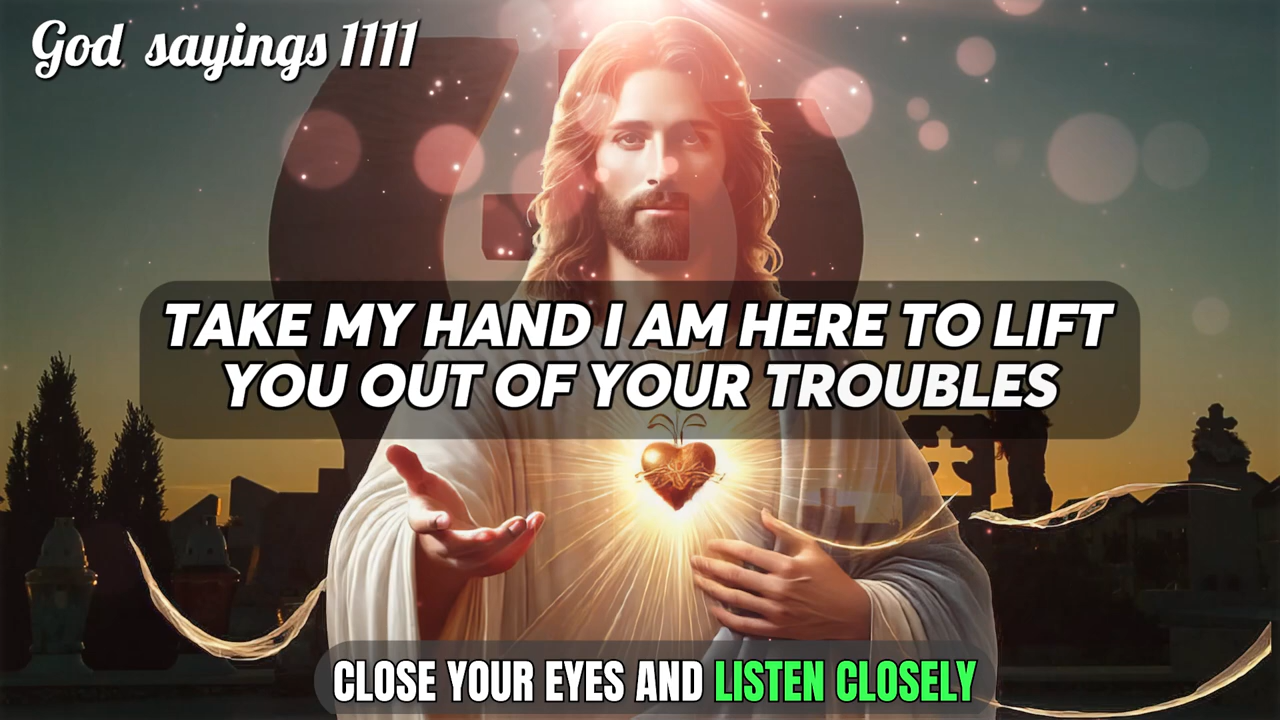 God sayings 1111
TAKE MY HAND I AM HERE TO LIFT
YOU OUT OF YOUR TROUBLES
CLOSE YOUR EYES AND LISTEN CLOSELY